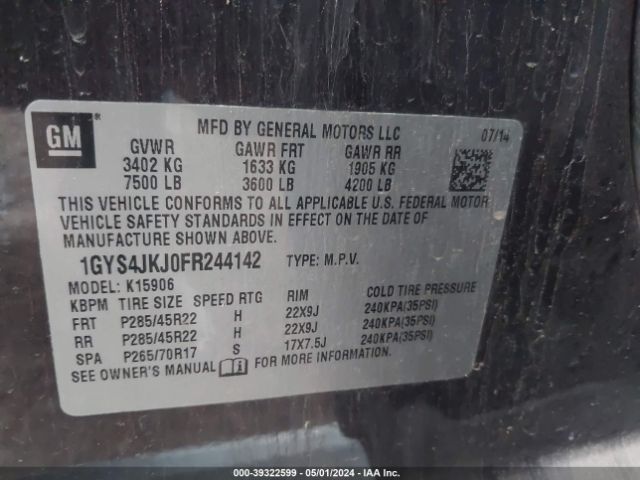 GM ®
MFD BY GENERAL MOTORS LLC 07/14
GVWR GAWR FRT GAWR RR
3402 KG 1633 KG 1905 KG
7500 LB 3600 LB 4200 LB
THIS VEHICLE CONFORMS TO ALL APPLICABLE U.S. FEDERAL MOTOR
VEHICLE SAFETY STANDARDS IN EFFECT ON THE DATE OF
MANUFACTURE SHOWN ABOVE.
1GYS4JKJ0FR244142 TYPE: M.P.V.
MODEL: K15906
KBPM TIRE SIZE SPEED RTG RIM COLD TIRE PRESSURE
FRT P285/45R22 H 22X9J 240KPA(35PSI)
RR P285/45R22 H 22X9J 240KPA(35PSI)
SPA P265/70R17 S 17X7.5J 240KPA(35PSI)
SEE OWNER'S MANUAL FOR MORE INFORMATION.
000-39322599 - 05/01/2024 - IAA Inc.